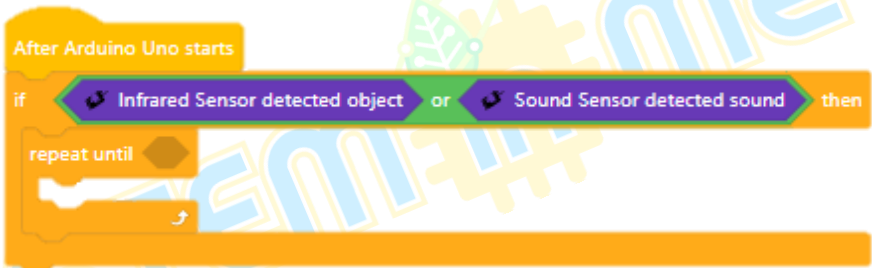 After Arduino Uno starts
if Infrared Sensor detected object or Sound Sensor detected sound then
repeat until